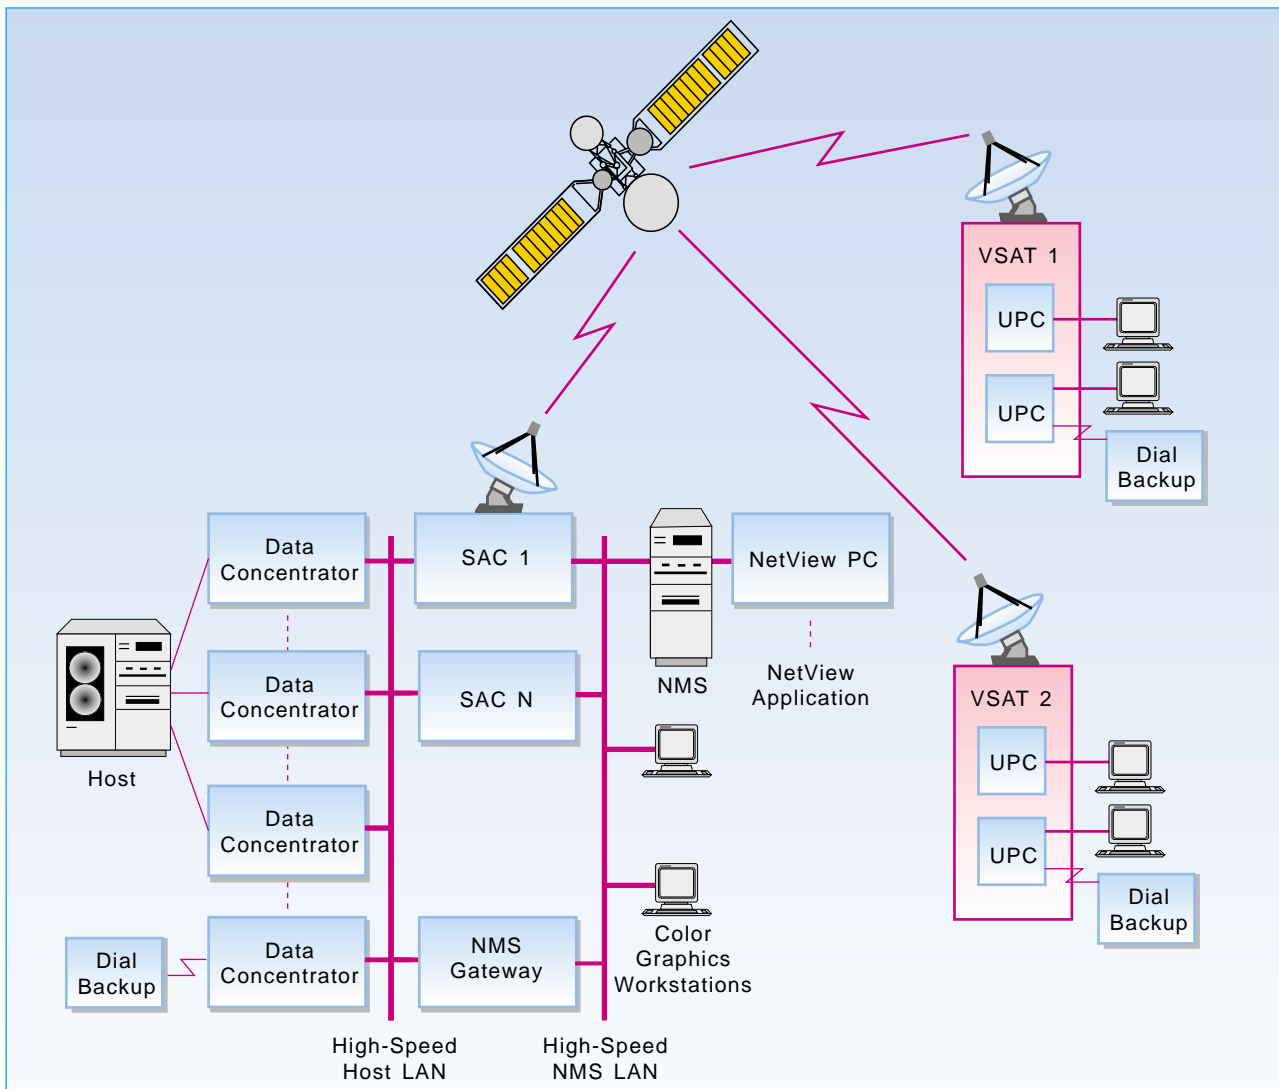 VSAT 1
UPC
UPC
Dial
Backup
Data
Concentrator
SAC 1
NetView PC
Data
Concentrator
SAC N
NMS
NetView
Application
VSAT 2
UPC
UPC
Dial
Backup
Host
Data
Concentrator
Data
Concentrator
NMS
Gateway
Color
Graphics
Workstations
Dial
Backup
High-Speed
Host LAN
High-Speed
NMS LAN